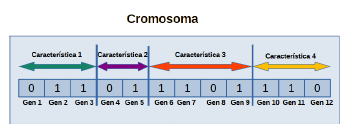 Cromosoma
Característica 1 Característica 2 Característica 3 Característica 4
0 1 1 0 1 1 1 0 1 1 1 0
Gen 1 Gen 2 Gen 3 Gen 4 Gen 5 Gen 6 Gen 7 Gen 8 Gen 9 Gen 10 Gen 11 Gen 12